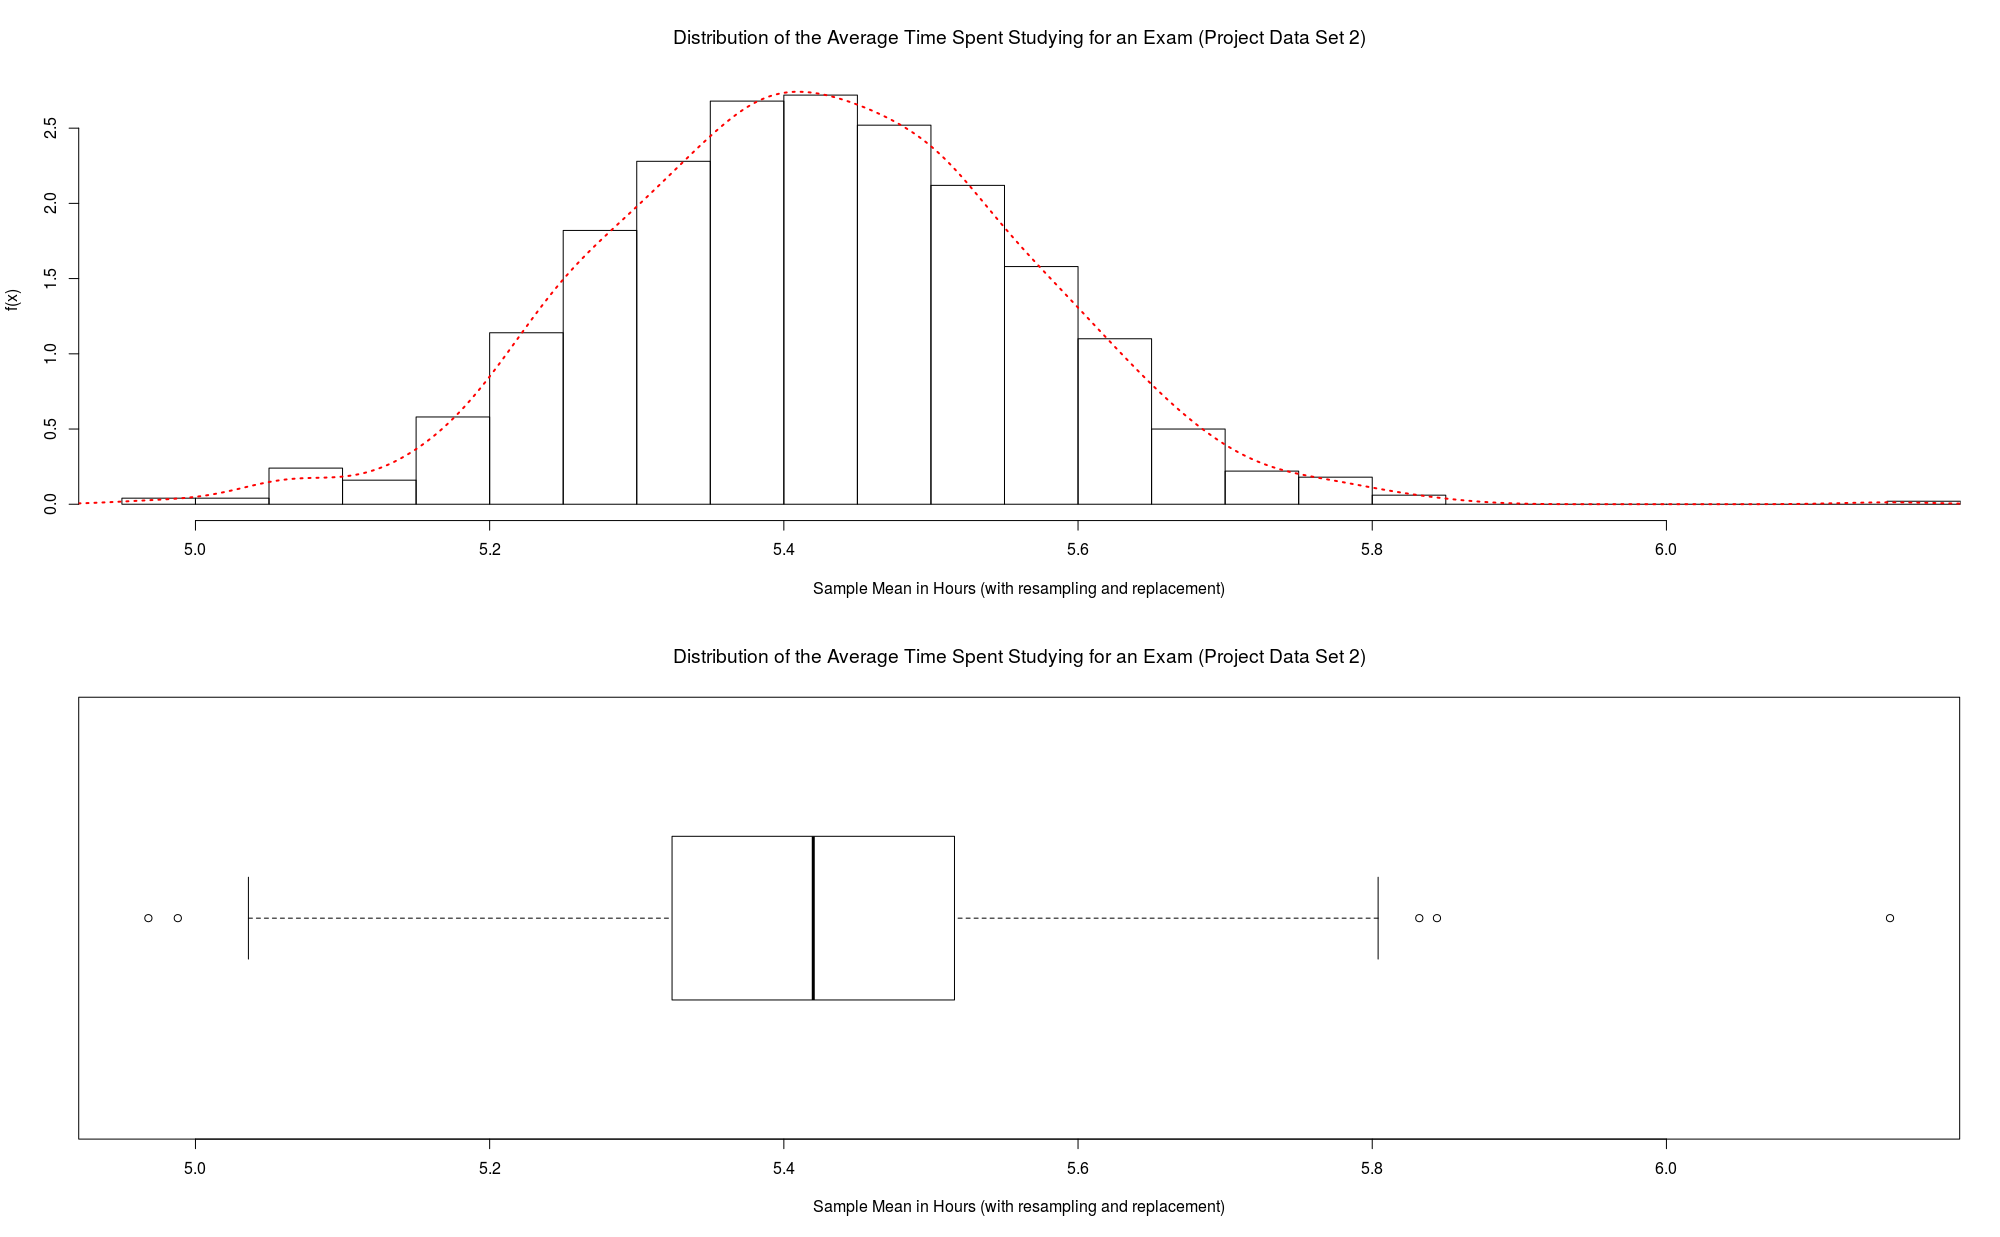 Distribution of the Average Time Spent Studying for an Exam (Project Data Set 2)
f(x)
2.5
2.0
1.5
1.0
0.5
0.0
5.0 5.2 5.4 5.6 5.8 6.0
Sample Mean in Hours (with resampling and replacement)
Distribution of the Average Time Spent Studying for an Exam (Project Data Set 2)
5.0 5.2 5.4 5.6 5.8 6.0
Sample Mean in Hours (with resampling and replacement)